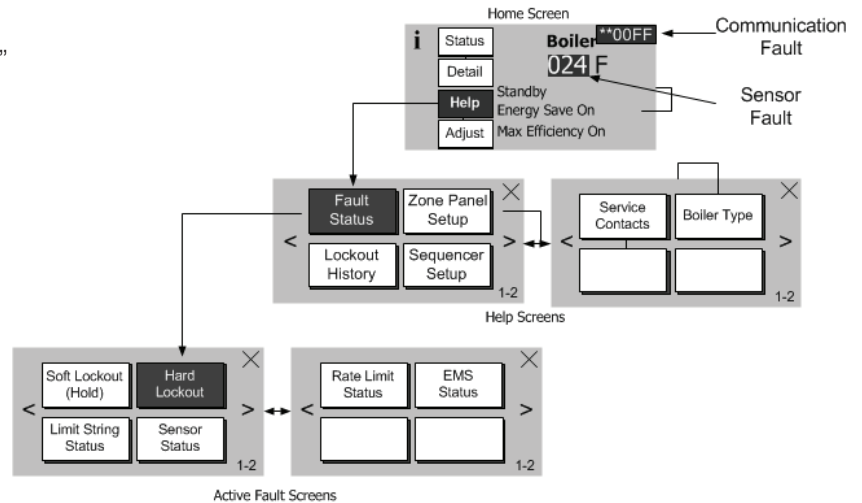 Home Screen
”
i
Status
Boiler
**00FF
Communication
Fault
Detail
024 F
Help
Standby
Energy Save On
Sensor
Fault
Adjust
Max Efficiency On
Fault
Status
Zone Panel
Setup
×
<
>
Lockout
History
Sequencer
Setup
1-2
Service
Contacts
Boiler Type
×
<
>
1-2
Help Screens
Soft Lockout
(Hold)
Hard
Lockout
×
<
>
Limit String
Status
Sensor
Status
1-2
Rate Limit
Status
EMS
Status
×
<
>
1-2
Active Fault Screens